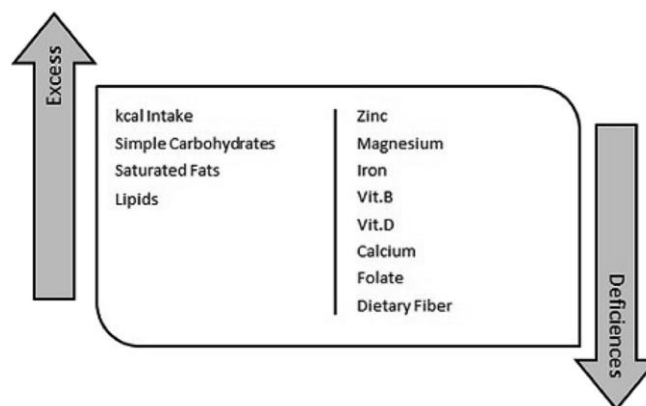 Excess
kcal Intake
Simple Carbohydrates
Saturated Fats
Lipids
Zinc
Magnesium
Iron
Vit.B
Vit.D
Calcium
Folate
Dietary Fiber
Deficiences